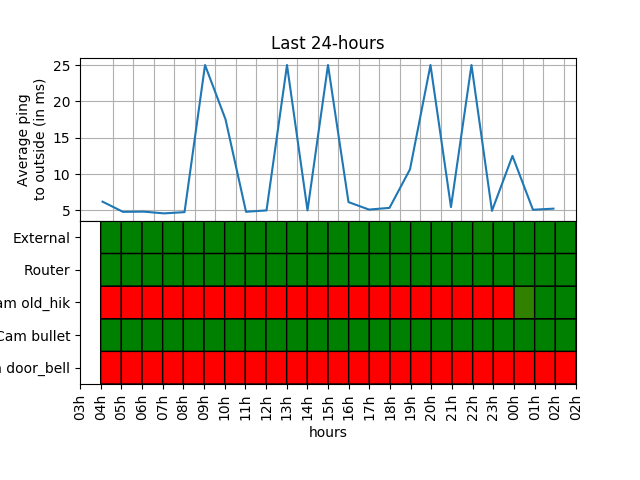 Last 24-hours
Average ping
to outside (in ms)
25
20
15
10
5
External
Router
am old_hik
Cam bullet
door_bell
03h 04h 05h 06h 07h 08h 09h 10h 11h 12h 13h 14h 15h 16h 17h 18h 19h 20h 21h 22h 23h 00h 01h 02h 02h
hours